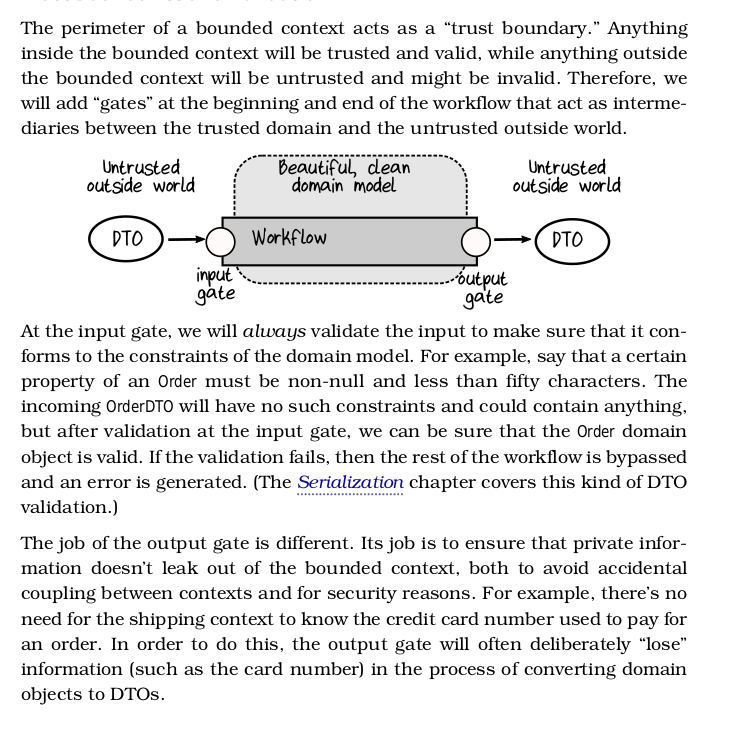 The perimeter of a bounded context acts as a “trust boundary.” Anything
inside the bounded context will be trusted and valid, while anything outside
the bounded context will be untrusted and might be invalid. Therefore, we
will add “gates” at the beginning and end of the workflow that act as interme-
diaries between the trusted domain and the untrusted outside world.
Untrusted
outside world
Beautiful, clean
domain model
Untrusted
outside world
DTO
Workflow
DTO
input
gate
output
gate
At the input gate, we will always validate the input to make sure that it con-
forms to the constraints of the domain model. For example, say that a certain
property of an Order must be non-null and less than fifty characters. The
incoming OrderDTO will have no such constraints and could contain anything,
but after validation at the input gate, we can be sure that the Order domain
object is valid. If the validation fails, then the rest of the workflow is bypassed
and an error is generated. (The Serialization chapter covers this kind of DTO
validation.)
The job of the output gate is different. Its job is to ensure that private infor-
mation doesn’t leak out of the bounded context, both to avoid accidental
coupling between contexts and for security reasons. For example, there’s no
need for the shipping context to know the credit card number used to pay for
an order. In order to do this, the output gate will often deliberately “lose”
information (such as the card number) in the process of converting domain
objects to DTOs.